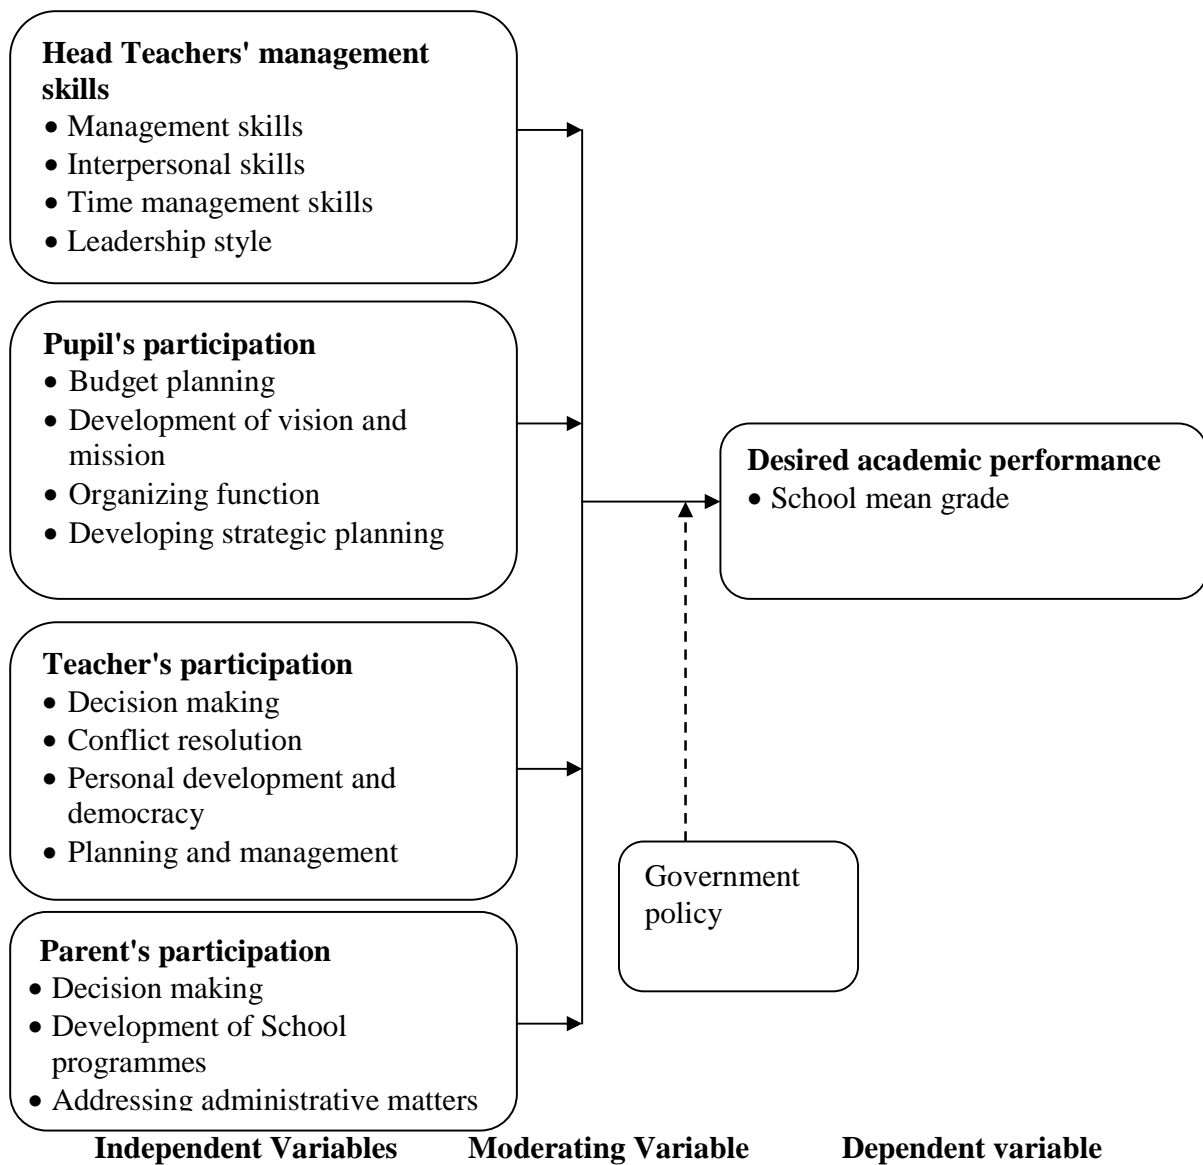 Head Teachers' management
skills
• Management skills
• Interpersonal skills
• Time management skills
• Leadership style
Pupil's participation
• Budget planning
• Development of vision and
mission
• Organizing function
• Developing strategic planning
Teacher's participation
• Decision making
• Conflict resolution
• Personal development and
democracy
• Planning and management
Parent's participation
• Decision making
• Development of School
programmes
• Addressing administrative matters
Desired academic performance
• School mean grade
Government
policy
Independent Variables Moderating Variable Dependent variable